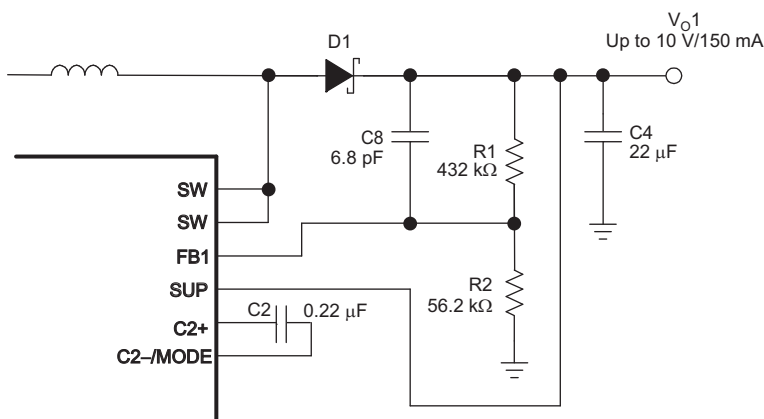 V_O1
Up to 10 V/150 mA
D1
C8
6.8 pF
R1
432 kΩ
C4
22 μF
SW
SW
FB1
SUP
C2+
C2–/MODE
C2 0.22 μF
R2
56.2 kΩ